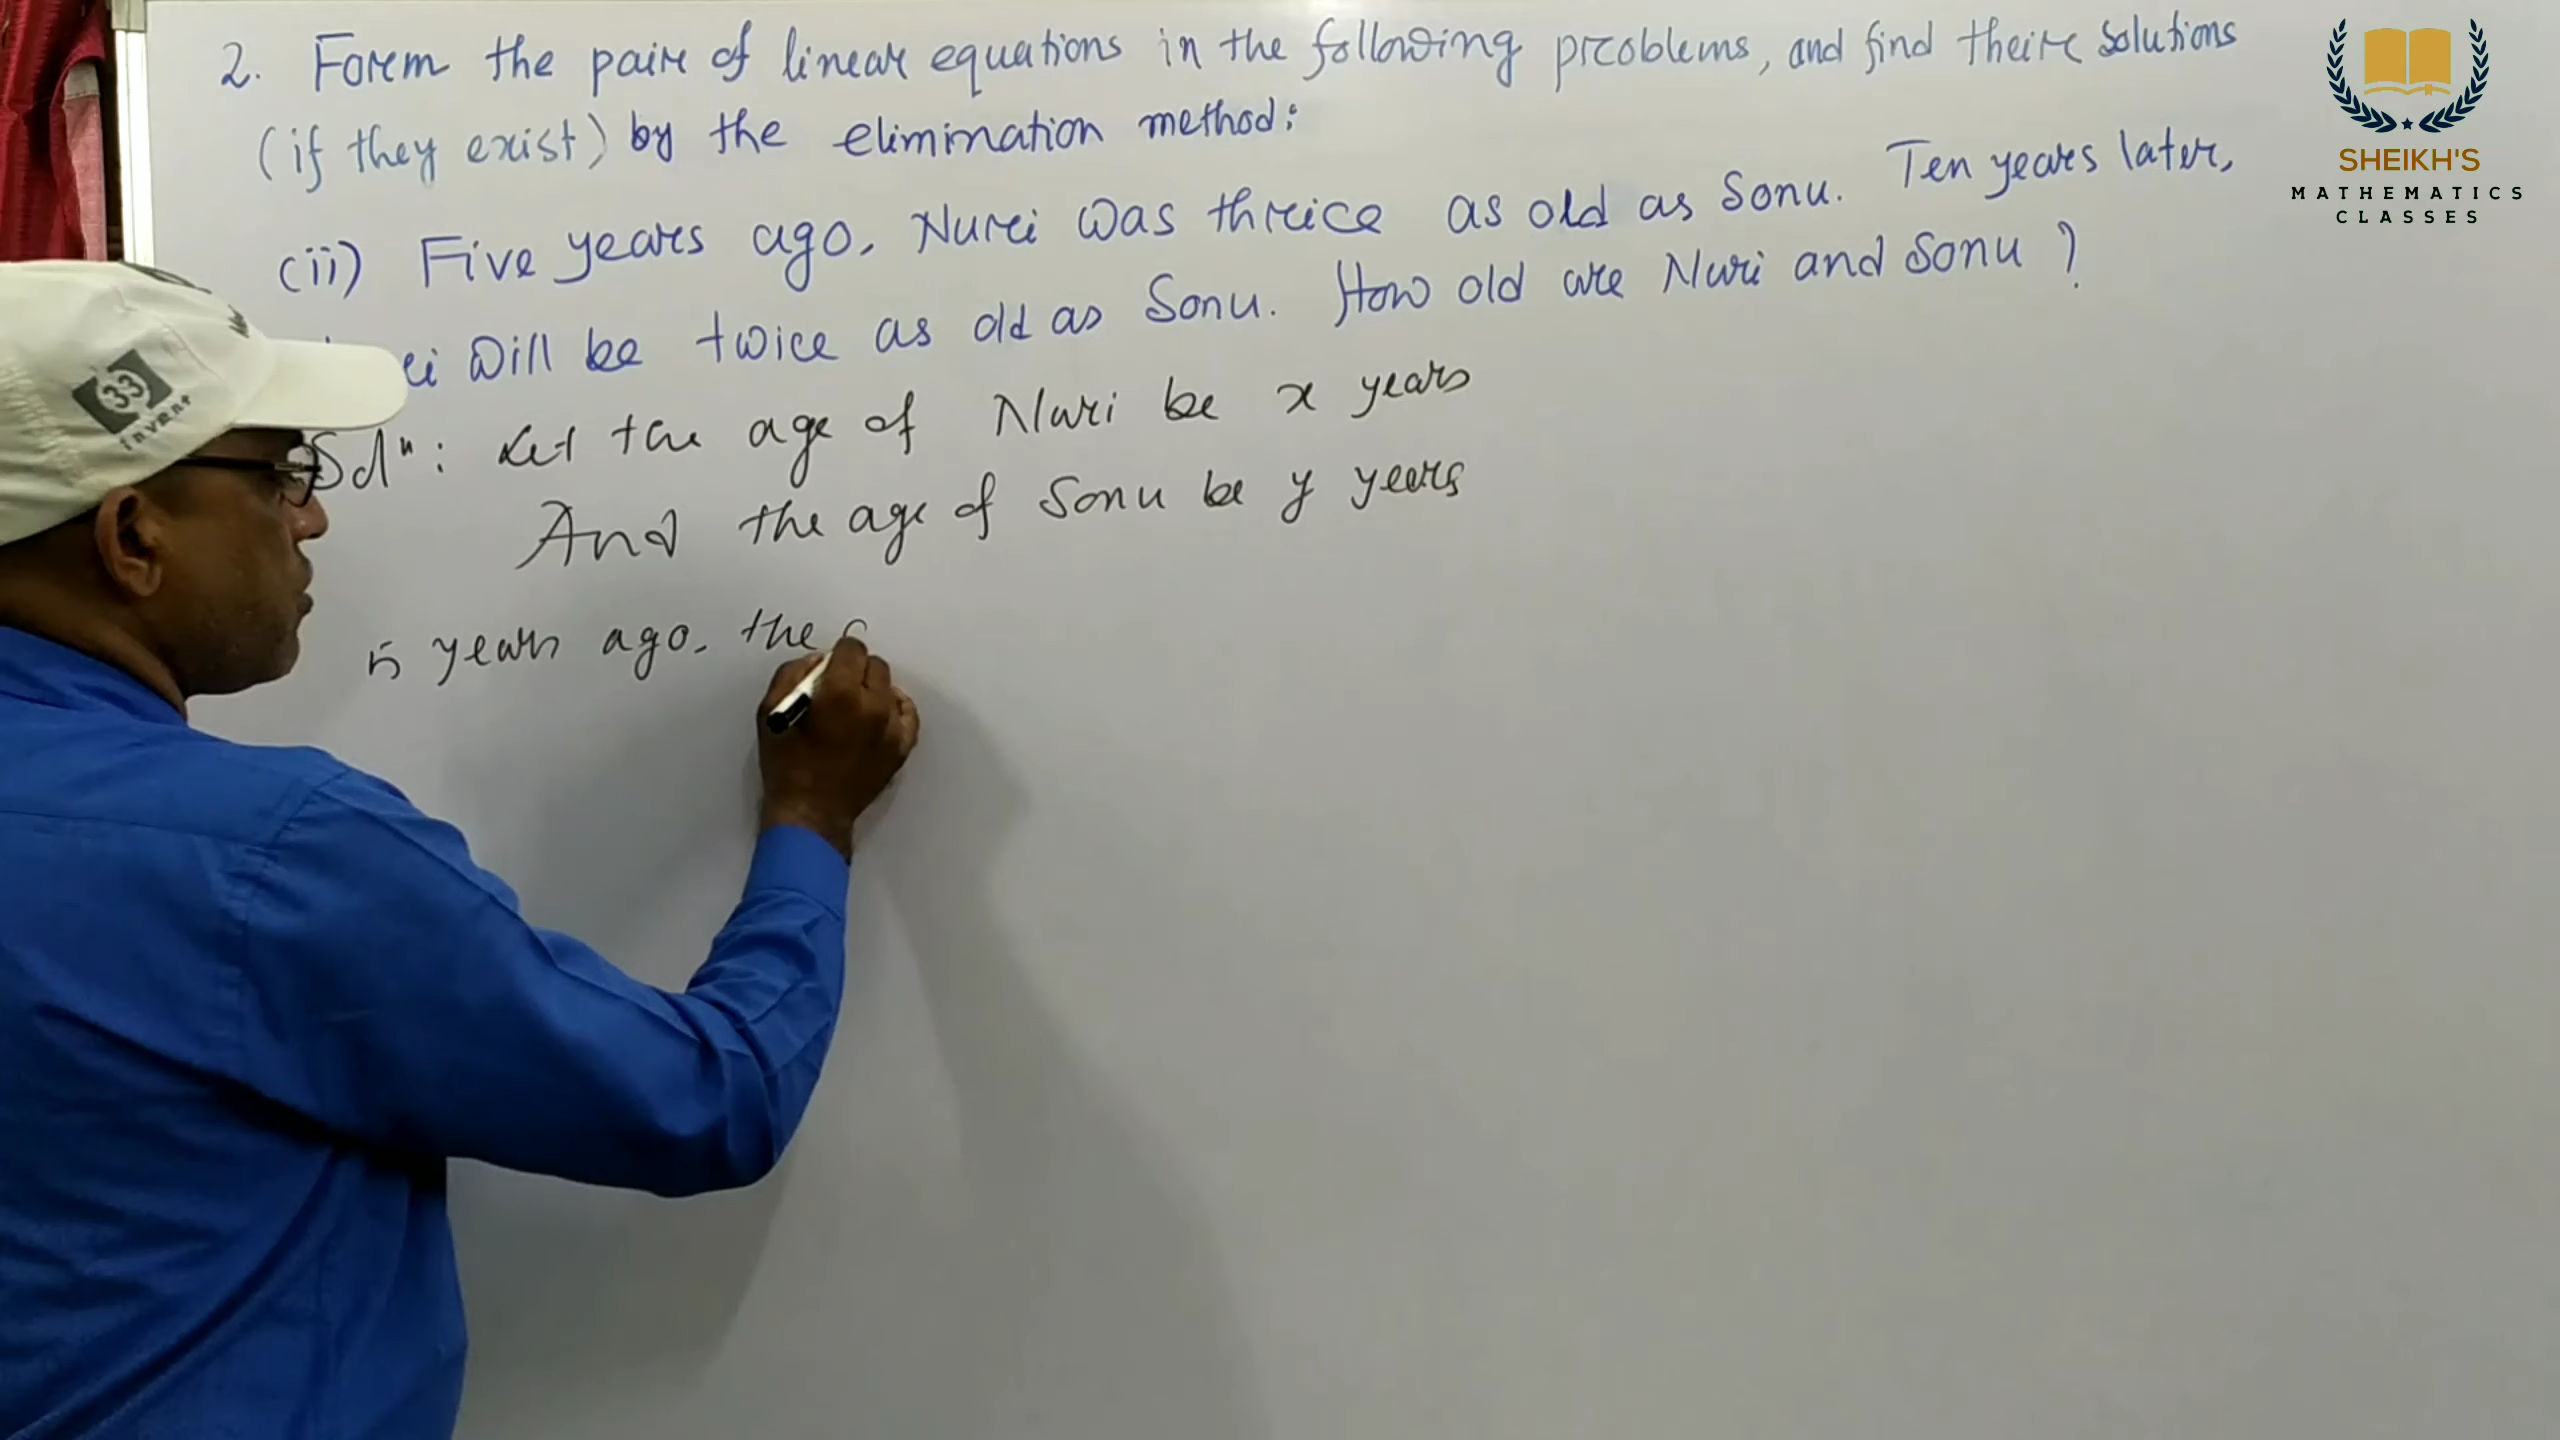 2. Form the pair of linear equations in the following problems, and find their solutions
(if they exist) by the elimination method:
(ii) Five years ago, Nuri was thrice as old as Sonu. Ten years later,
will be twice as old as Sonu. How old are Nuri and Sonu ?
Soln: Let the age of Nuri be x years
And the age of Sonu be y years
5 years ago, the
SHEIKH'S
MATHEMATICS
CLASSES
33
invent